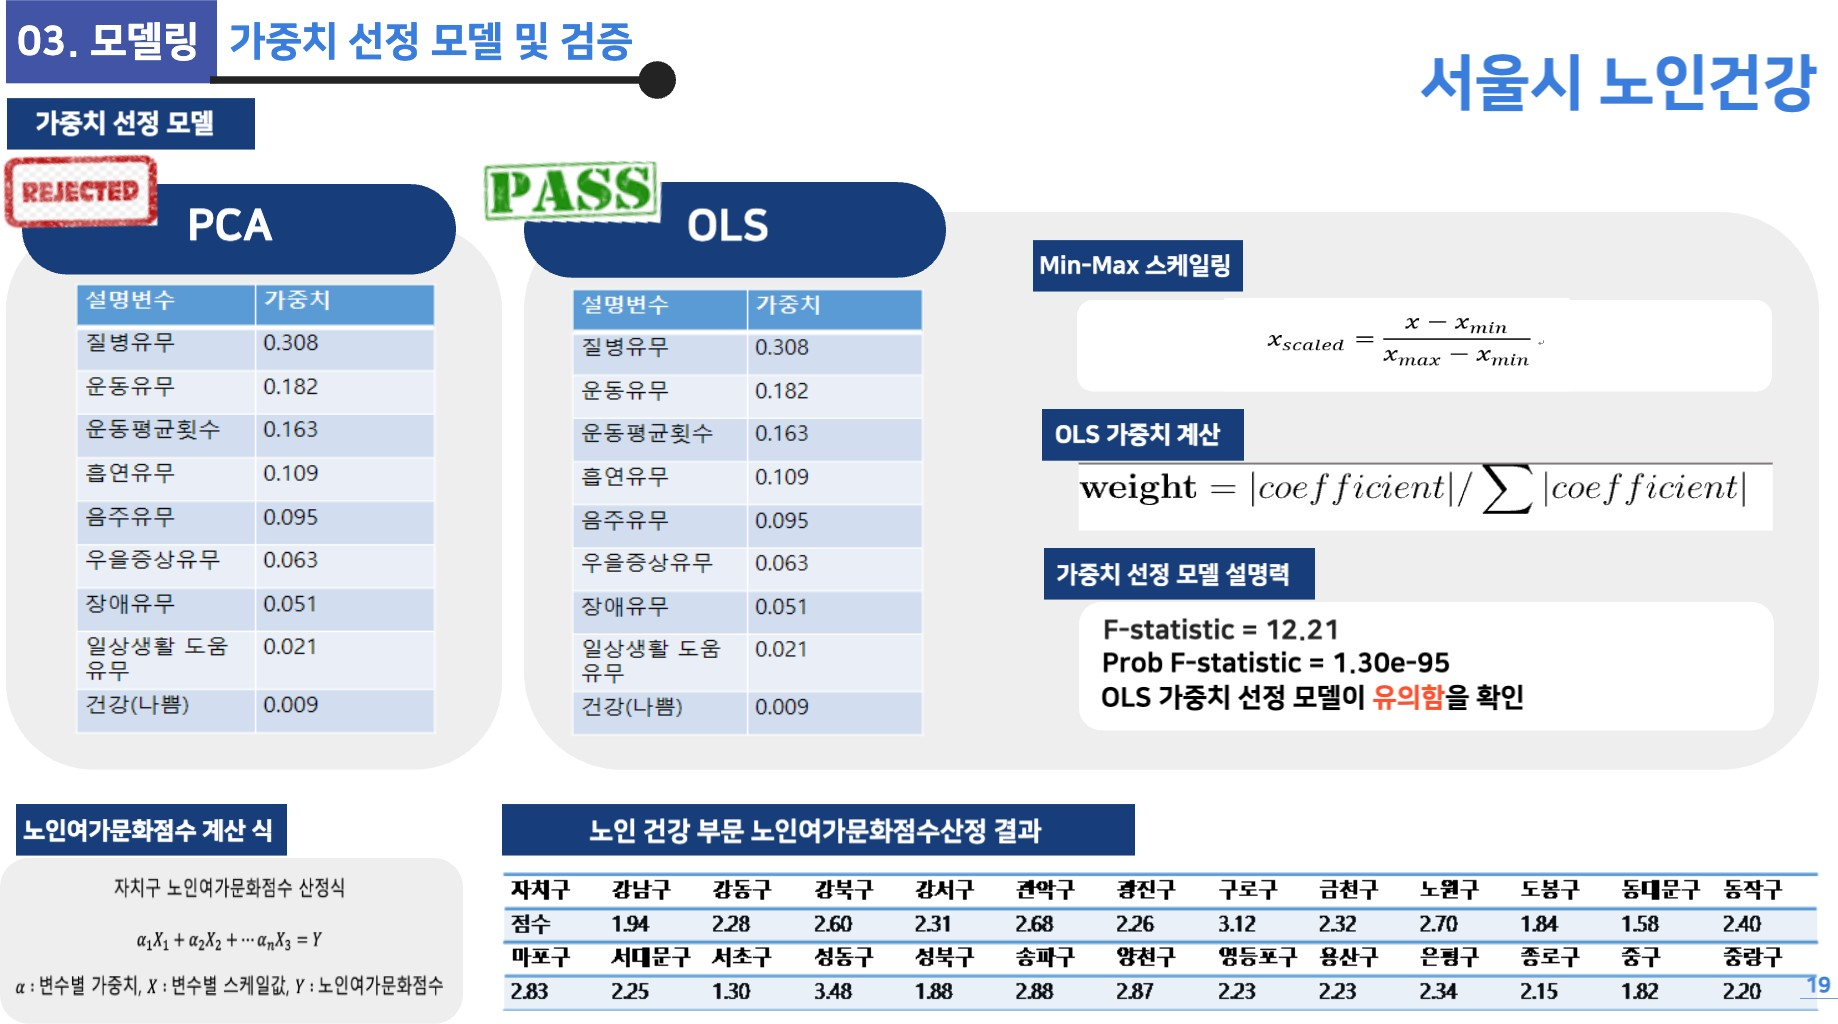 03. 모델링 가중치 선정 모델 및 검증
서울시 노인건강
가중치 선정 모델
REJECTED
PCA
설명변수 가중치
질병유무 0.308
운동유무 0.182
운동평균횟수 0.163
흡연유무 0.109
음주유무 0.095
우울증상유무 0.063
장애유무 0.051
일상생활 도움
유무 0.021
건강(나쁨) 0.009
PASS
OLS
설명변수 가중치
질병유무 0.308
운동유무 0.182
운동평균횟수 0.163
흡연유무 0.109
음주유무 0.095
우울증상유무 0.063
장애유무 0.051
일상생활 도움
유무 0.021
건강(나쁨) 0.009
Min-Max 스케일링
x_scaled = (x − x_min) / (x_max − x_min)
OLS 가중치 계산
weight = |coefficient|/ ∑ |coefficient|
가중치 선정 모델 설명력
F-statistic = 12.21
Prob F-statistic = 1.30e-95
OLS 가중치 선정 모델이 유의함을 확인
노인여가문화점수 계산 식
자치구 노인여가문화점수 산정식
α₁X₁ + α₂X₂ + ⋯ αₙX₃ = Y
α : 변수별 가중치, X : 변수별 스케일값, Y : 노인여가문화점수
노인 건강 부문 노인여가문화점수산정 결과
자치구 강남구 강동구 강북구 강서구 관악구 광진구 구로구 금천구 노원구 도봉구 동대문구 동작구
점수 1.94 2.28 2.60 2.31 2.68 2.26 3.12 2.32 2.70 1.84 1.58 2.40
마포구 서대문구 서초구 성동구 성북구 송파구 양천구 영등포구 용산구 은평구 종로구 중구 중랑구
2.83 2.25 1.30 3.48 1.88 2.88 2.87 2.23 2.23 2.34 2.15 1.82 2.20
19